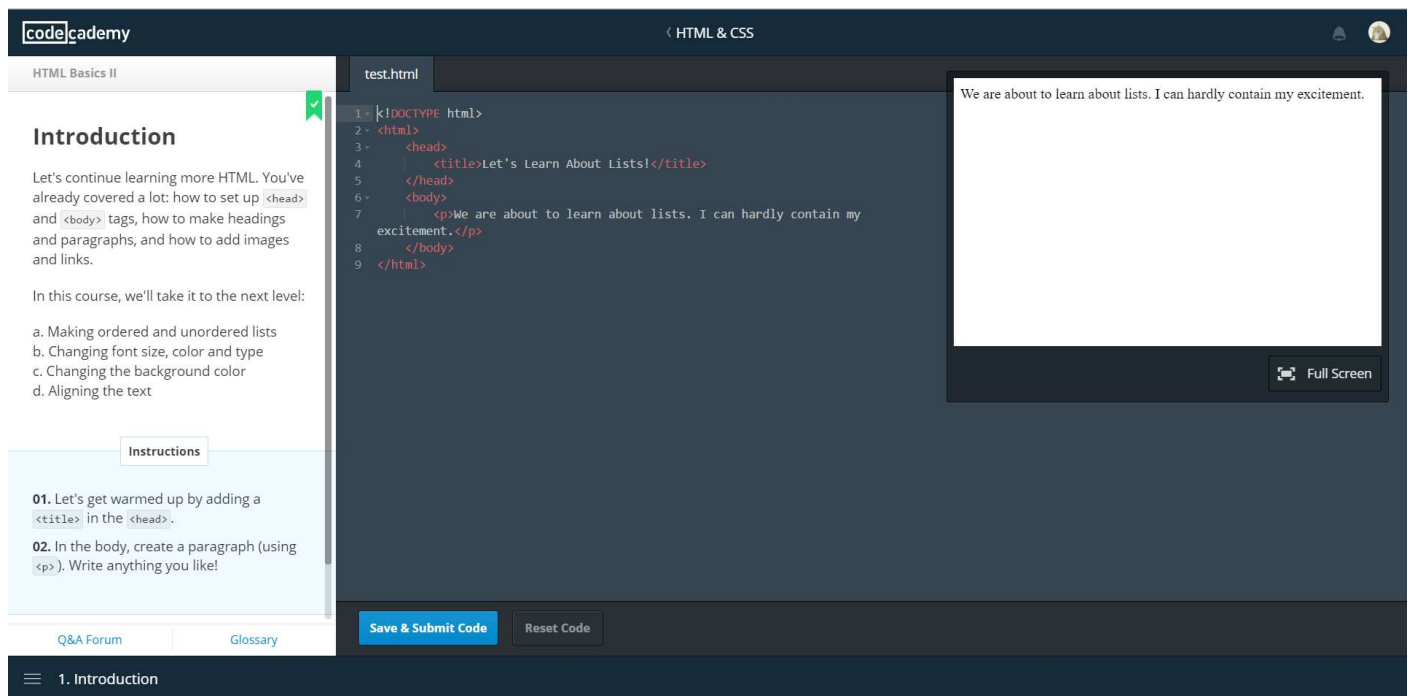 codecademy
HTML & CSS
HTML Basics II
Introduction
Let's continue learning more HTML. You've
already covered a lot: how to set up <head>
and <body> tags, how to make headings
and paragraphs, and how to add images
and links.
In this course, we'll take it to the next level:
a. Making ordered and unordered lists
b. Changing font size, color and type
c. Changing the background color
d. Aligning the text
Instructions
01. Let's get warmed up by adding a
<title> in the <head>.
02. In the body, create a paragraph (using
<p>). Write anything you like!
Q&A Forum
Glossary
test.html
1 <!DOCTYPE html>
2 <html>
3 <head>
4 <title>Let's Learn About Lists!</title>
5 </head>
6 <body>
7 <p>We are about to learn about lists. I can hardly contain my
excitement.</p>
8 </body>
9 </html>
We are about to learn about lists. I can hardly contain my excitement.
Full Screen
Save & Submit Code
Reset Code
1. Introduction